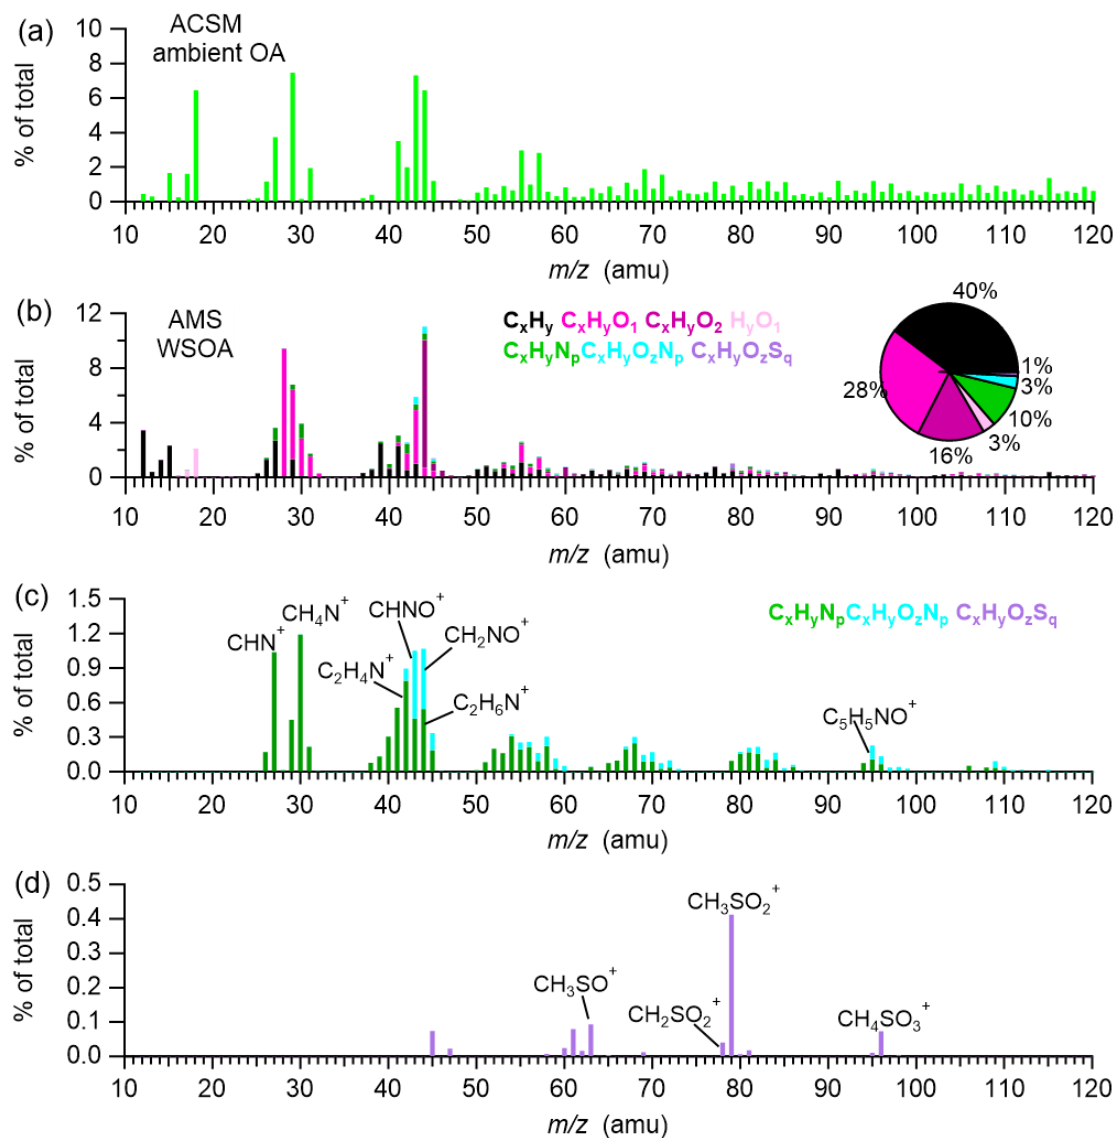 (a)
ACSM
ambient OA
% of total
10
8
6
4
2
0
10 20 30 40 50 60 70 80 90 100 110 120
m/z (amu)
(b)
AMS
WSOA
% of total
12
8
4
0
CxHy CxHyO1 CxHyO2 HyO1
CxHyNp CxHyOzNp CxHyOzSq
40%
1%
3%
10%
3%
16%
28%
10 20 30 40 50 60 70 80 90 100 110 120
m/z (amu)
(c)
% of total
1.5
1.2
0.9
0.6
0.3
0.0
CHN+
CH4N+
CHNO+
CH2NO+
C2H4N+
C2H6N+
C5H5NO+
CxHyNp CxHyOzNp CxHyOzSq
10 20 30 40 50 60 70 80 90 100 110 120
m/z (amu)
(d)
% of total
0.5
0.4
0.3
0.2
0.1
0.0
CH3SO2+
CH3SO+
CH2SO2+
CH4SO3+
10 20 30 40 50 60 70 80 90 100 110 120
m/z (amu)